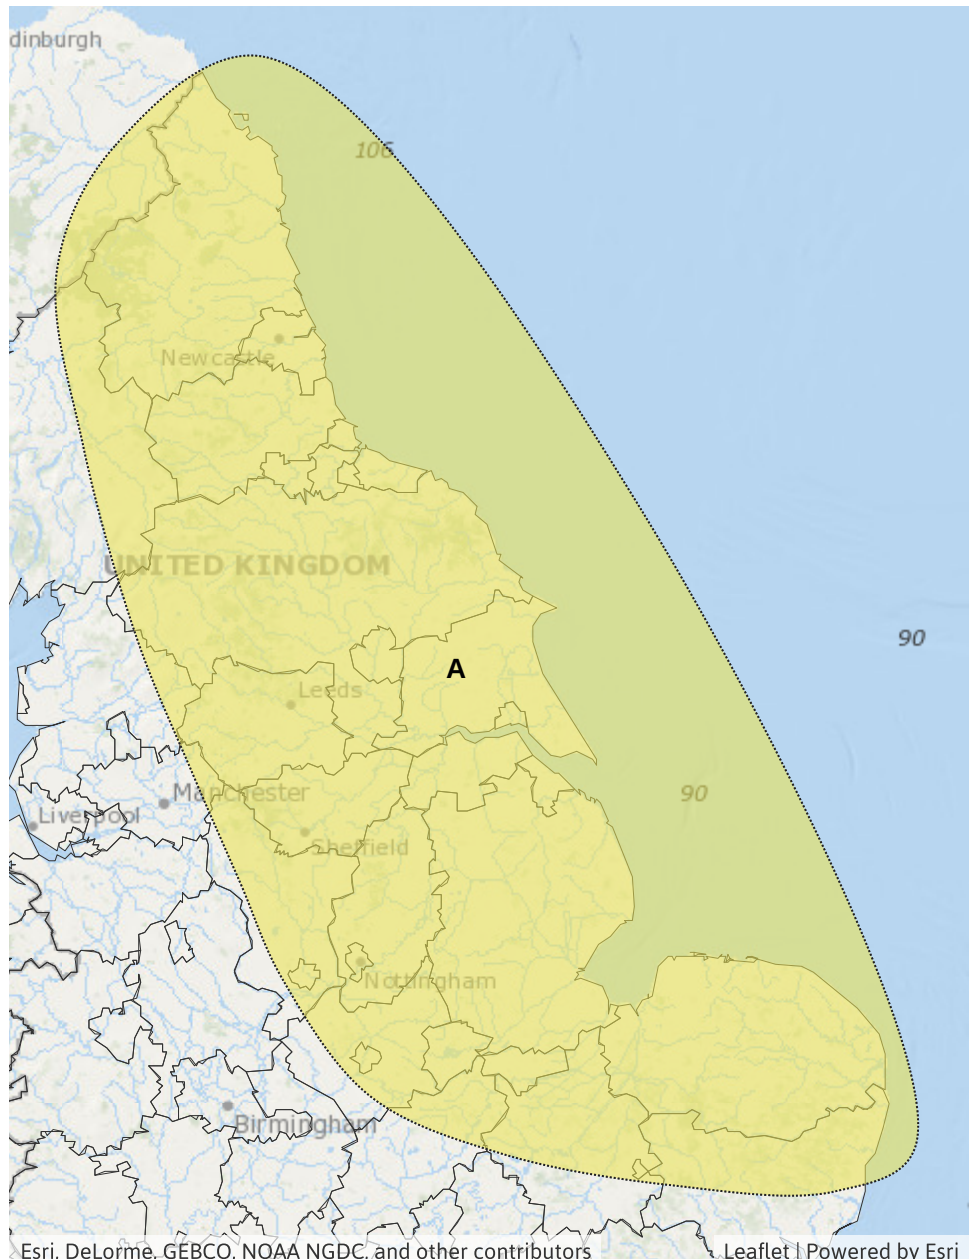 dinburgh
106
Newcastle
UNITED KINGDOM
90
A
Leeds
Manchester
90
Liverpool
Sheffield
Nottingham
Birmingham
Esri, DeLorme, GEBCO, NOAA NGDC, and other contributors
Leaflet | Powered by Esri